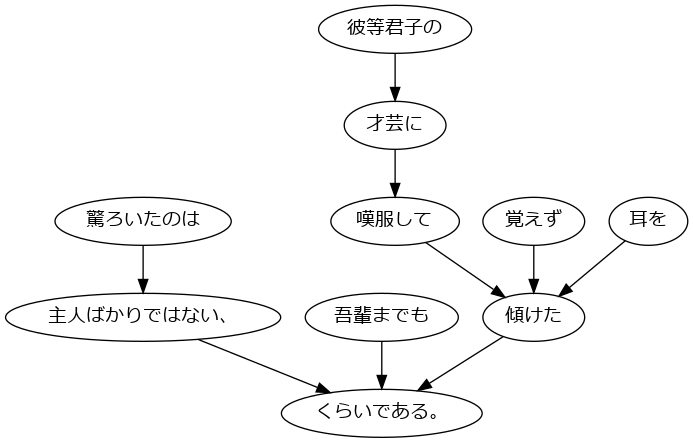 彼等君子の
才芸に
驚ろいたのは
嘆服して
覚えず
耳を
主人ばかりではない、
吾輩までも
傾けた
くらいである。